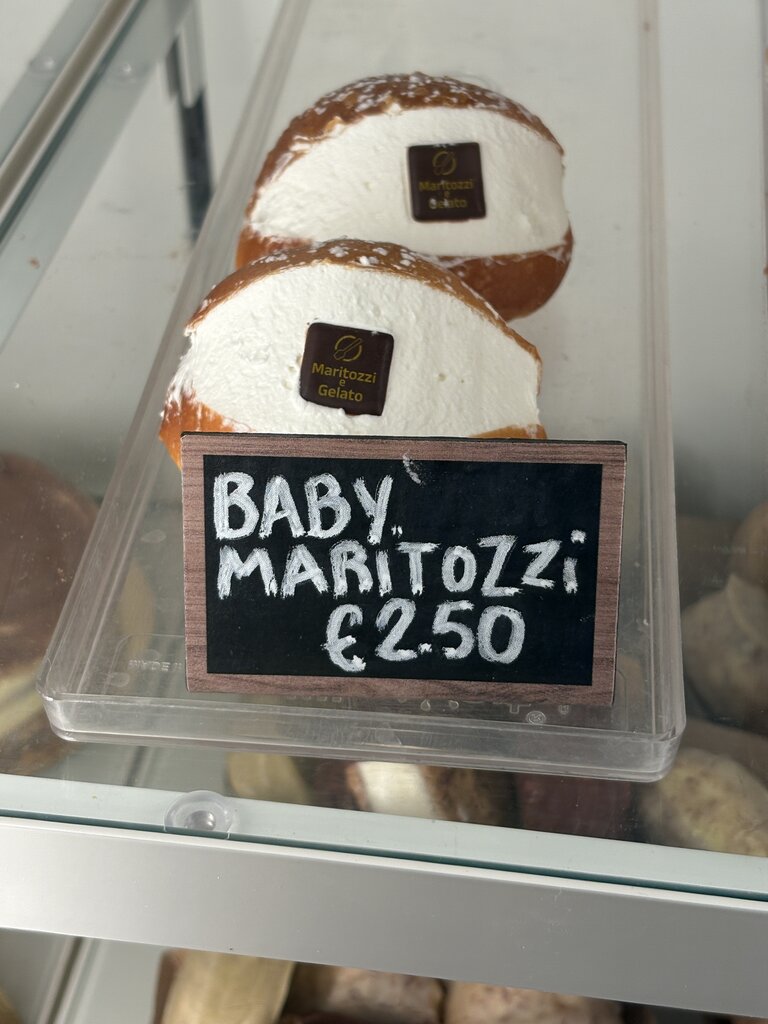 Maritozzi
e
Gelato
Maritozzi
e
Gelato
BABY
MARITOZZi
€2.50